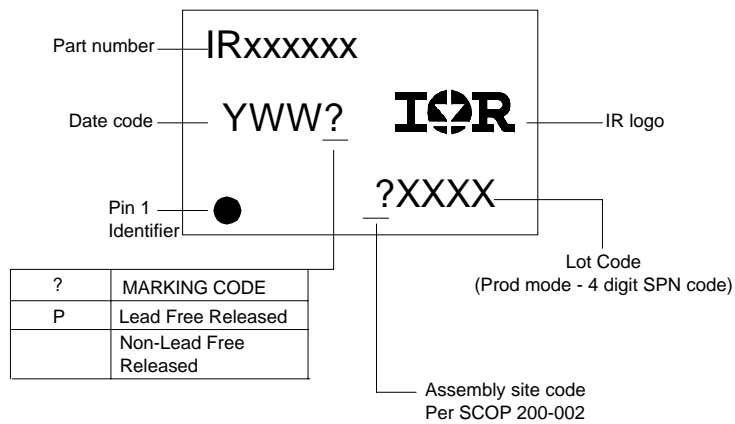 Part number
IRxxxxxx
Date code
YWW?
IOR
IR logo
?XXXX
Pin 1
Identifier
Lot Code
(Prod mode - 4 digit SPN code)
? MARKING CODE
P Lead Free Released
Non-Lead Free
Released
Assembly site code
Per SCOP 200-002